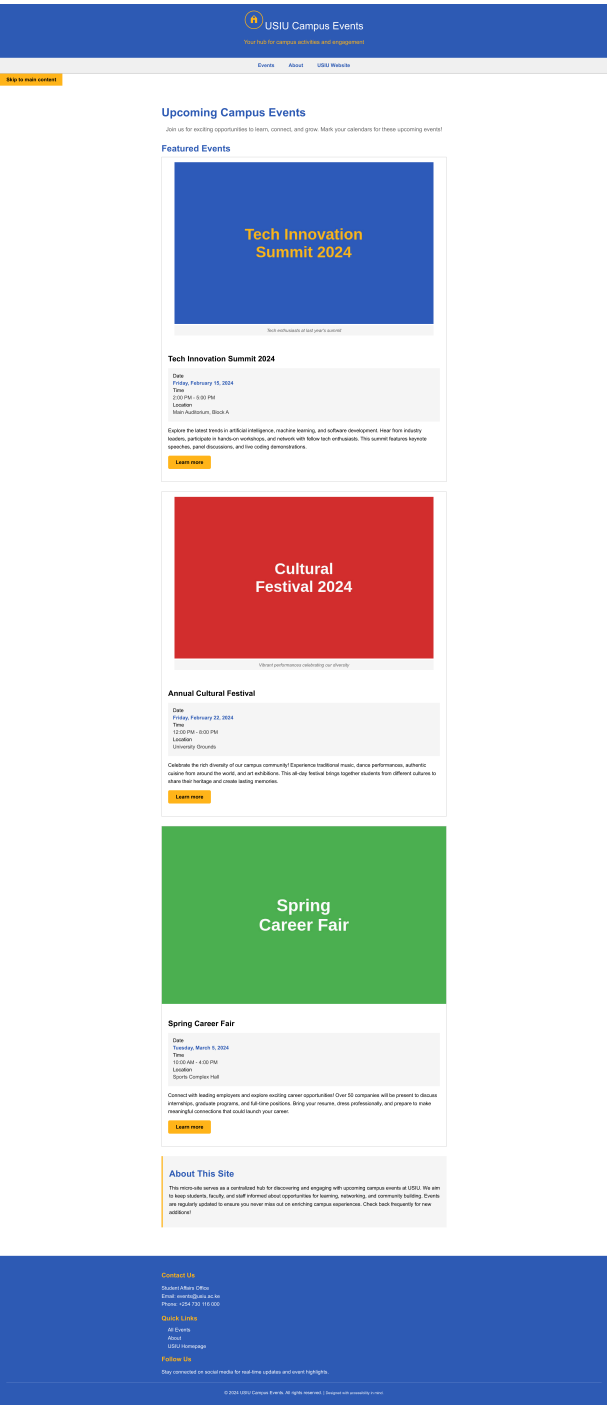 USIU Campus Events
Your hub for campus activities and engagement
Events About USIU Website
Skip to main content
Upcoming Campus Events
Join us for exciting opportunities to learn, connect, and grow. Mark your calendars for these upcoming events!
Featured Events
Tech Innovation
Summit 2024
Tech enthusiasts at last year's summit
Tech Innovation Summit 2024
Date
Friday, February 15, 2024
Time
2:00 PM - 5:00 PM
Location
Main Auditorium, Block A
Explore the latest trends in artificial intelligence, machine learning, and software development. Hear from industry
leaders, participate in hands-on workshops, and network with fellow tech enthusiasts. This summit features keynote
speeches, panel discussions, and live coding demonstrations.
Learn more
Cultural
Festival 2024
Vibrant performances celebrating our diversity
Annual Cultural Festival
Date
Friday, February 22, 2024
Time
12:00 PM - 8:00 PM
Location
University Grounds
Celebrate the rich diversity of our campus community! Experience traditional music, dance performances, authentic
cuisine from around the world, and art exhibitions. This all-day festival brings together students from different cultures to
share their heritage and create lasting memories.
Learn more
Spring
Career Fair
Spring Career Fair
Date
Tuesday, March 5, 2024
Time
10:00 AM - 4:00 PM
Location
Sports Complex Hall
Connect with leading employers and explore exciting career opportunities! Over 50 companies will be present to discuss
internships, graduate programs, and full-time positions. Bring your resume, dress professionally, and prepare to make
meaningful connections that could launch your career.
Learn more
About This Site
This micro-site serves as a centralized hub for discovering and engaging with upcoming campus events at USIU. We aim
to keep students, faculty, and staff informed about opportunities for learning, networking, and community building. Events
are regularly updated to ensure you never miss out on enriching campus experiences. Check back frequently for new
additions!
Contact Us
Student Affairs Office
Email: events@usiu.ac.ke
Phone: +254 730 116 000
Quick Links
All Events
About
USIU Homepage
Follow Us
Stay connected on social media for real-time updates and event highlights.
© 2024 USIU Campus Events. All rights reserved. | Designed with accessibility in mind.